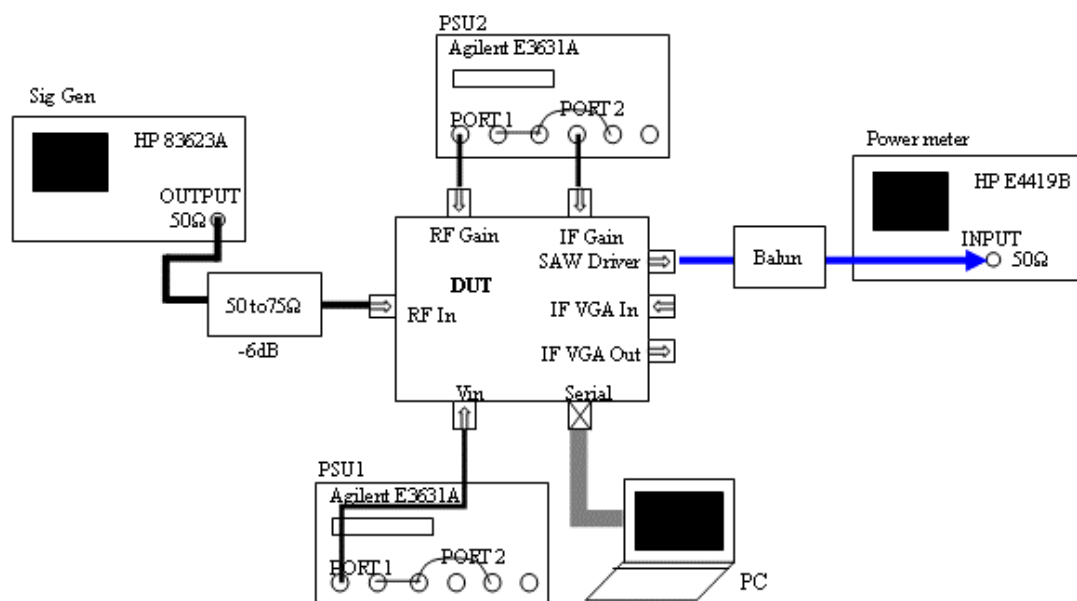 PSU2
Agilent E3631A
PORT 1
PORT 2
Sig Gen
HP 83623A
OUTPUT
50Ω
Power meter
HP E4419B
INPUT
50Ω
RF Gain
IF Gain
SAW Driver
Balun
DUT
50 to75Ω
RF In
IF VGA In
-6dB
IF VGA Out
Vin
Serial
PSU1
Agilent E3631A
PORT 1
PORT 2
PC